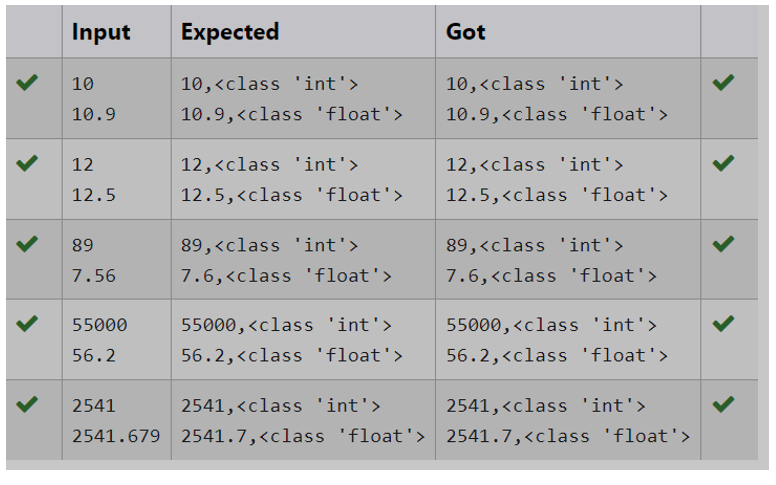 Input Expected Got
10 10,<class 'int'> 10,<class 'int'>
10.9 10.9,<class 'float'> 10.9,<class 'float'>
12 12,<class 'int'> 12,<class 'int'>
12.5 12.5,<class 'float'> 12.5,<class 'float'>
89 89,<class 'int'> 89,<class 'int'>
7.56 7.6,<class 'float'> 7.6,<class 'float'>
55000 55000,<class 'int'> 55000,<class 'int'>
56.2 56.2,<class 'float'> 56.2,<class 'float'>
2541 2541,<class 'int'> 2541,<class 'int'>
2541.679 2541.7,<class 'float'> 2541.7,<class 'float'>